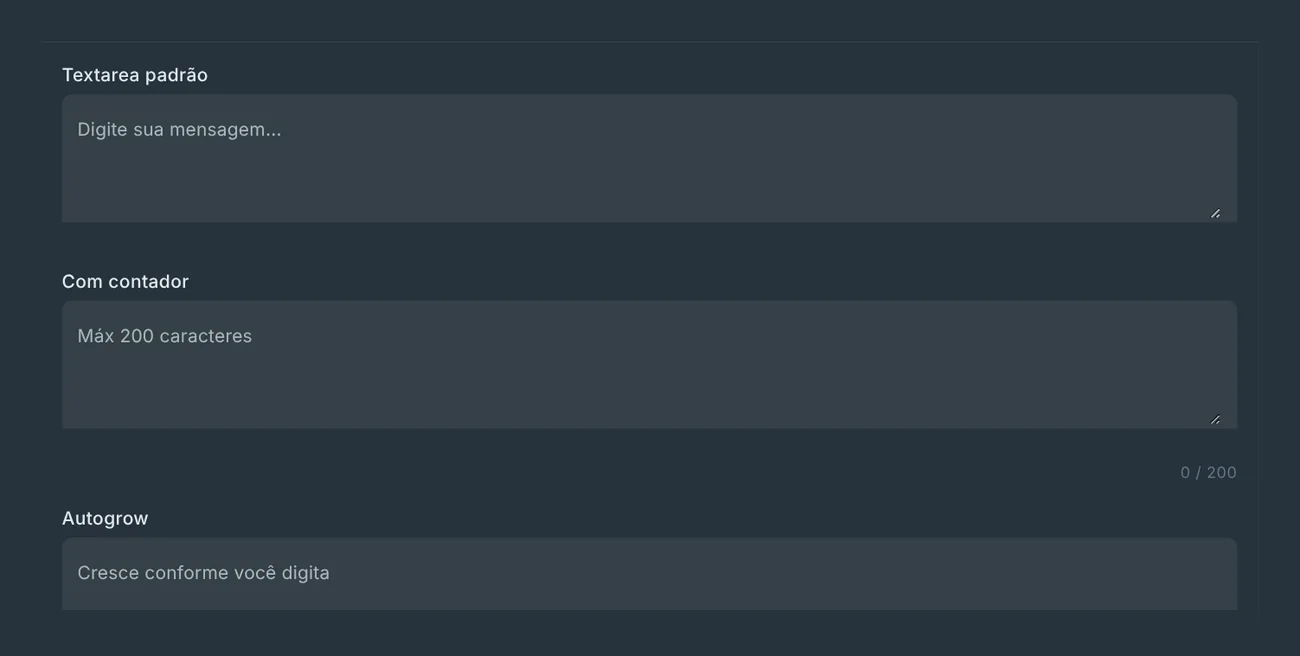 Textarea padrão
Digite sua mensagem...
Com contador
Máx 200 caracteres
0 / 200
Autogrow
Cresce conforme você digita